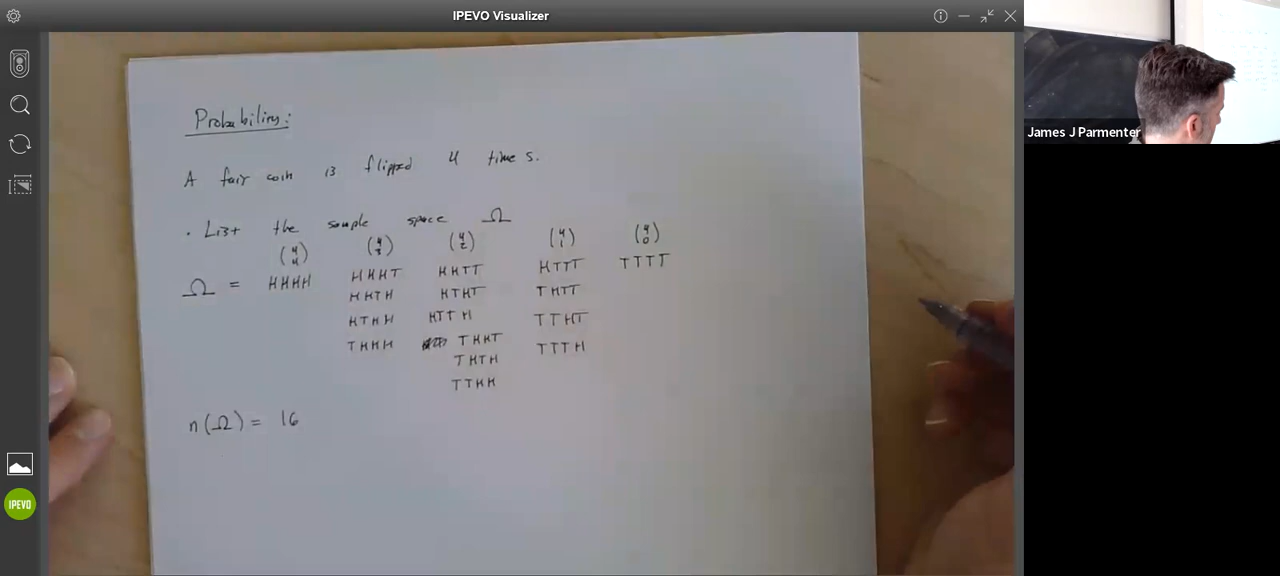 IPEVO Visualizer
James J Parmenter
Probability:
A fair coin is flipped 4 times.
. List the sample space Ω
(4 4) (4 3) (4 2) (4 1) (4 0)
Ω = HHHH HHHT HHTT HTTT TTTT
HHTH HTHT THTT
HTHH HTTH TTHT
THHH THHT TTTH
THTH
TTHH
n(Ω) = 16
IPEVO